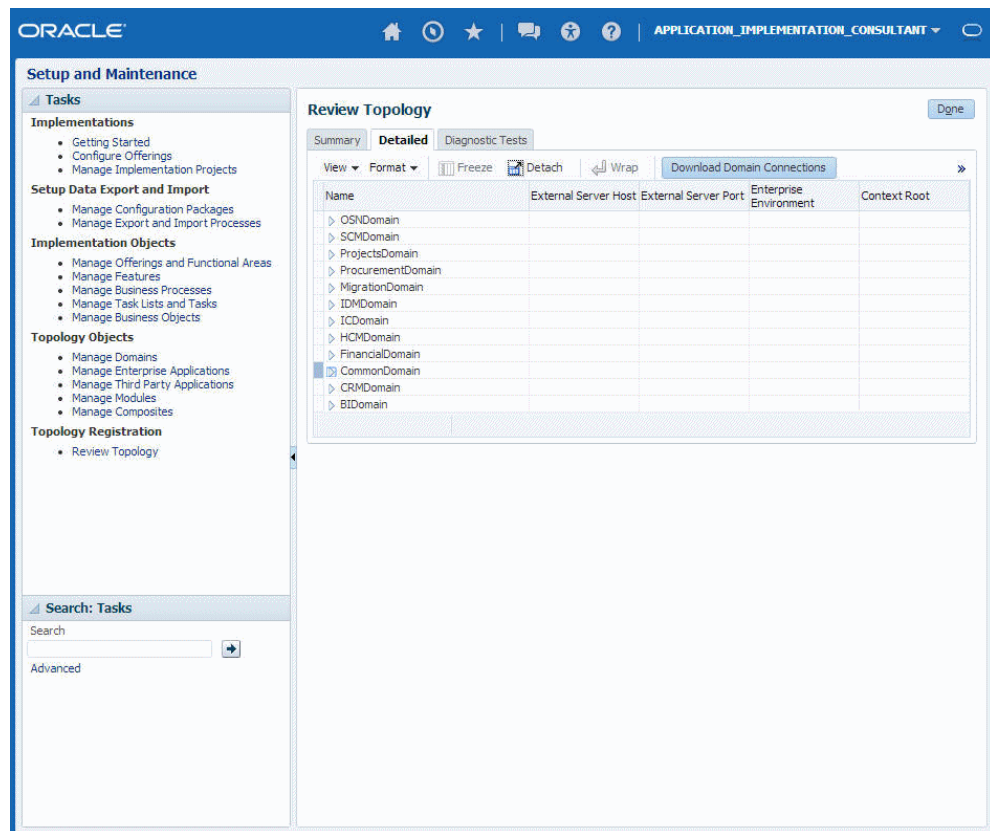 ORACLE
APPLICATION_IMPLEMENTATION_CONSULTANT
Setup and Maintenance
Tasks
Implementations
Getting Started
Configure Offerings
Manage Implementation Projects
Setup Data Export and Import
Manage Configuration Packages
Manage Export and Import Processes
Implementation Objects
Manage Offerings and Functional Areas
Manage Features
Manage Business Processes
Manage Task Lists and Tasks
Manage Business Objects
Topology Objects
Manage Domains
Manage Enterprise Applications
Manage Third Party Applications
Manage Modules
Manage Composites
Topology Registration
Review Topology
Search: Tasks
Search
Advanced
Review Topology
Done
Summary Detailed Diagnostic Tests
View Format Freeze Detach Wrap Download Domain Connections »
Name External Server Host External Server Port Enterprise Environment Context Root
OSNDomain
SCMDomain
ProjectsDomain
ProcurementDomain
MigrationDomain
IDMDomain
ICDomain
HCMDomain
FinancialDomain
CommonDomain
CRMDomain
BIDomain